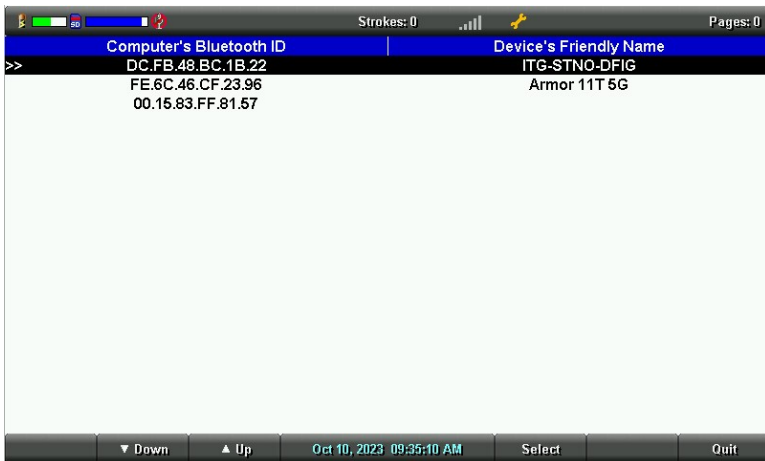 SD Strokes: 0 Pages: 0
Computer's Bluetooth ID Device's Friendly Name
>> DC.FB.48.BC.1B.22 ITG-STNO-DFIG
FE.6C.46.CF.23.96 Armor 11T 5G
00.15.83.FF.81.57
▼ Down ▲ Up Oct 10, 2023 09:35:10 AM Select Quit